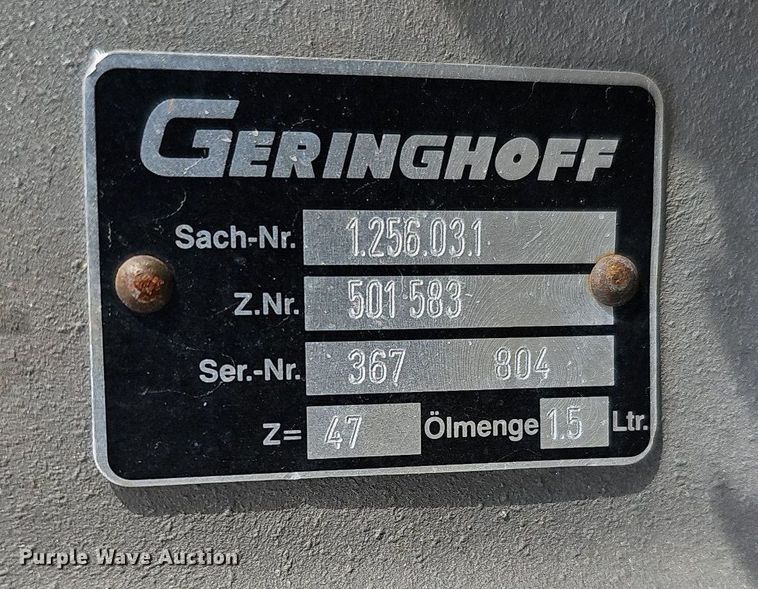 GERINGHOFF
Sach-Nr. 1.256.03.1
Z.Nr. 501 583
Ser.-Nr. 367 804
Z= 47 Ölmenge 1.5 Ltr.
Purple Wave Auction